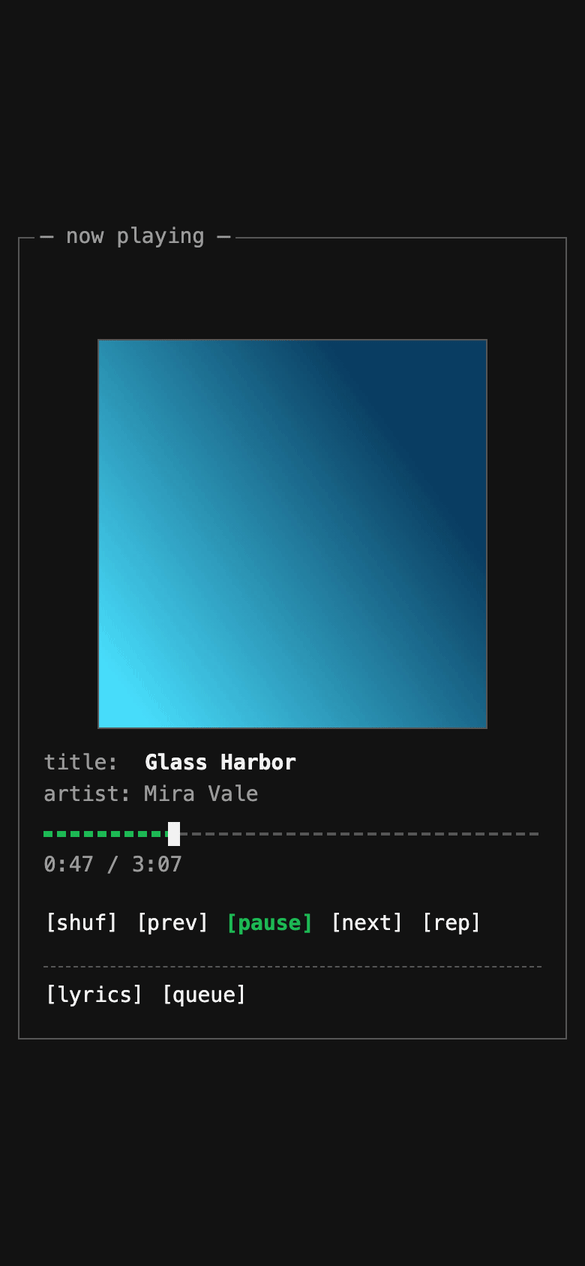 — now playing —
title: Glass Harbor
artist: Mira Vale
0:47 / 3:07
[shuf] [prev] [pause] [next] [rep]
[lyrics] [queue]